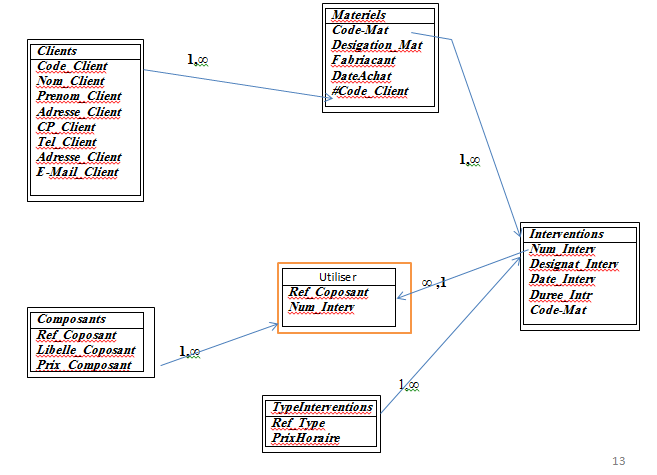 Clients
Code_Client
Nom_Client
Prenom_Client
Adresse_Client
CP_Client
Tel_Client
Adresse_Client
E-Mail_Client
1,∞
Materiels
Code-Mat
Desigation_Mat
Fabriacant
DateAchat
#Code_Client
1,∞
Interventions
Num_Interv
Designat_Interv
Date_Interv
Duree_Intr
Code-Mat
Utiliser
Ref_Coposant
Num_Interv
∞,1
Composants
Ref_Coposant
Libelle_Coposant
Prix_Composant
1,∞
1,∞
TypeInterventions
Ref_Type
PrixHoraire
13